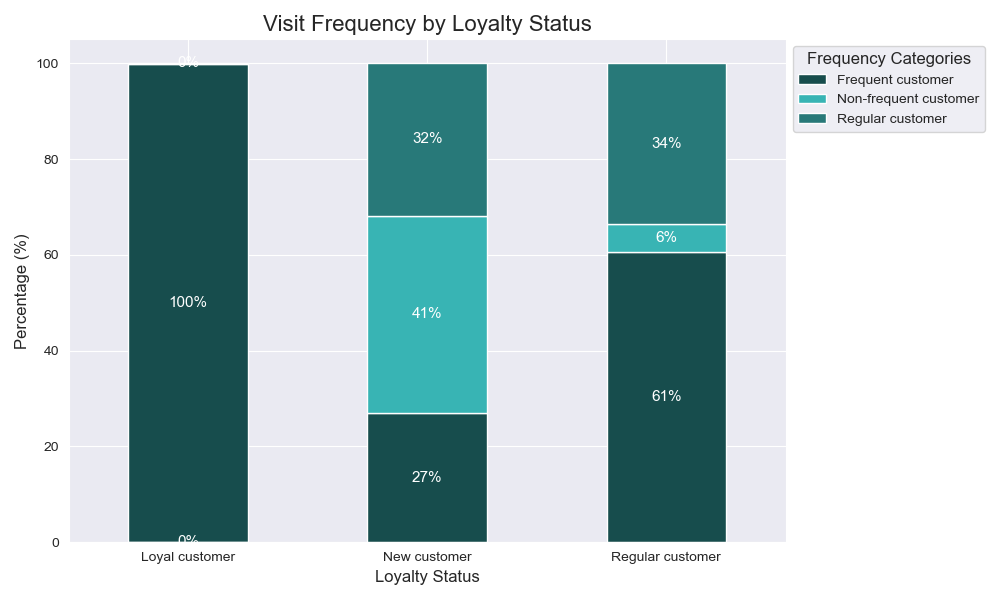 Visit Frequency by Loyalty Status
Frequency Categories
Frequent customer
Non-frequent customer
Regular customer
Percentage (%)
100
80
60
40
20
0
0%
100%
0%
32%
41%
27%
34%
6%
61%
Loyal customer
New customer
Regular customer
Loyalty Status